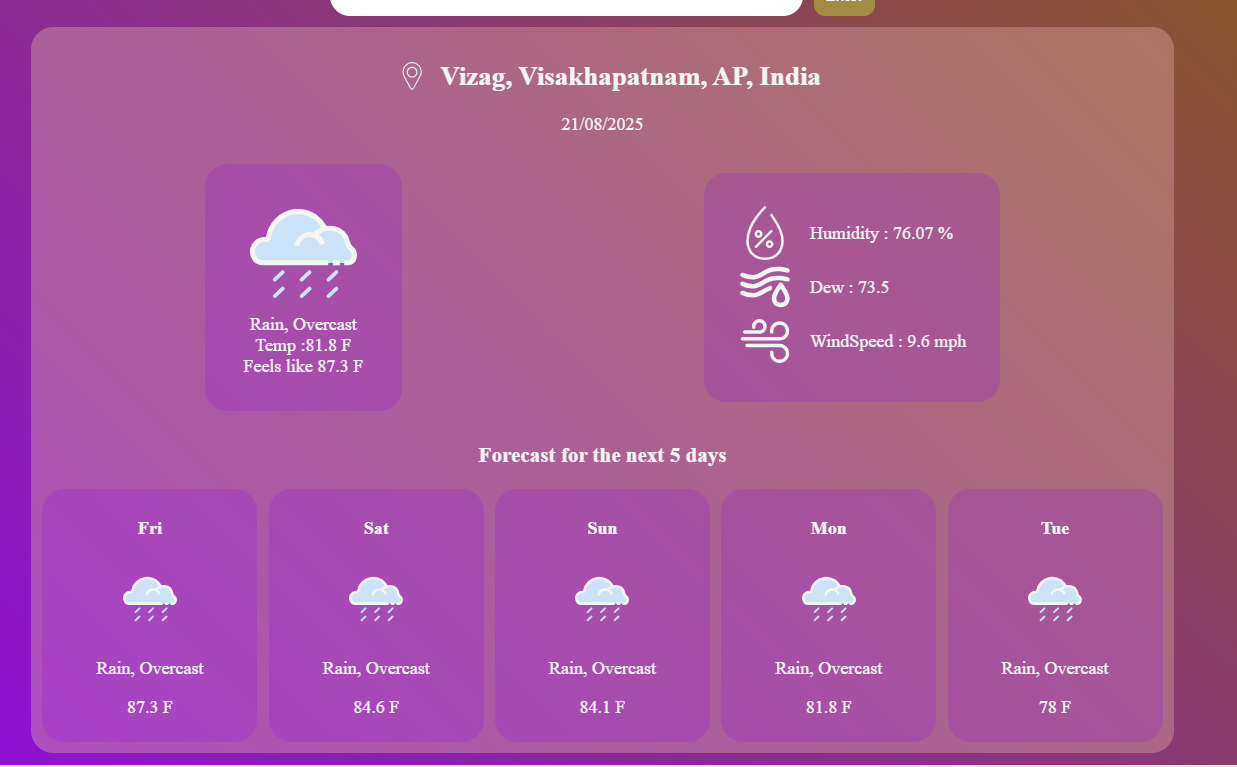 Vizag, Visakhapatnam, AP, India
21/08/2025
Rain, Overcast
Temp :81.8 F
Feels like 87.3 F
Humidity : 76.07 %
Dew : 73.5
WindSpeed : 9.6 mph
Forecast for the next 5 days
Fri
Rain, Overcast
87.3 F
Sat
Rain, Overcast
84.6 F
Sun
Rain, Overcast
84.1 F
Mon
Rain, Overcast
81.8 F
Tue
Rain, Overcast
78 F